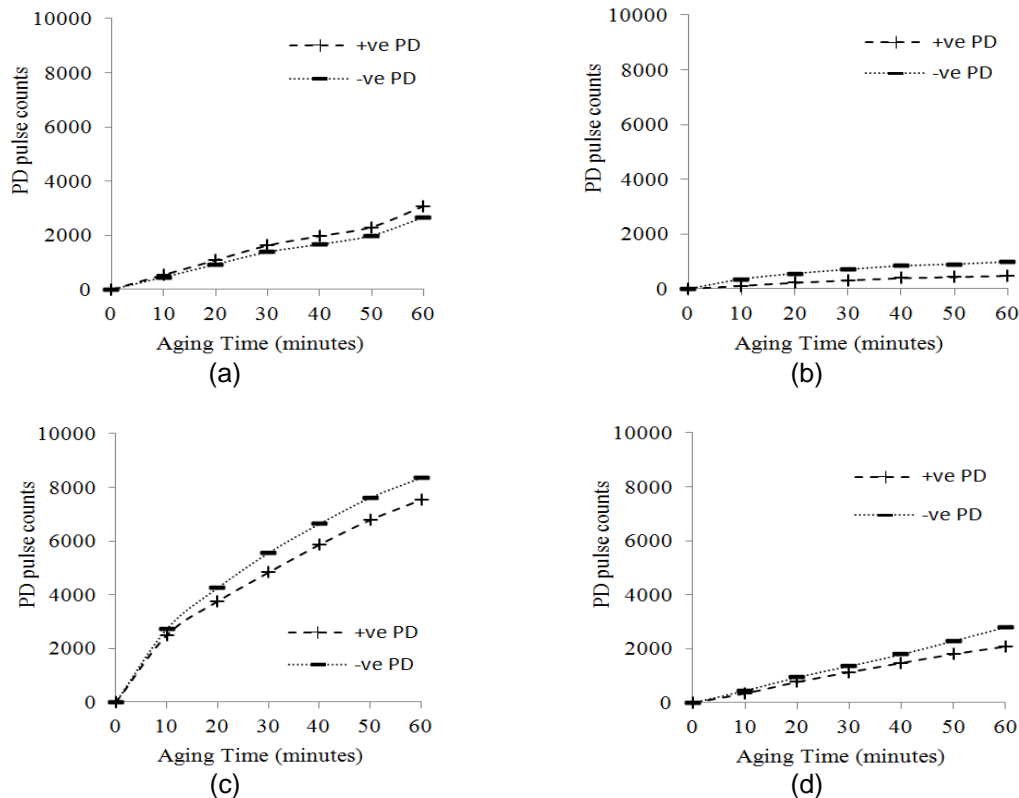 10000
8000
6000
4000
2000
0
PD pulse counts
+ve PD
-ve PD
0 10 20 30 40 50 60
Aging Time (minutes)
(a)
10000
8000
6000
4000
2000
0
PD pulse counts
+ve PD
-ve PD
0 10 20 30 40 50 60
Aging Time (minutes)
(b)
10000
8000
6000
4000
2000
0
PD pulse counts
+ve PD
-ve PD
0 10 20 30 40 50 60
Aging Time (minutes)
(c)
10000
8000
6000
4000
2000
0
PD pulse counts
+ve PD
-ve PD
0 10 20 30 40 50 60
Aging Time (minutes)
(d)